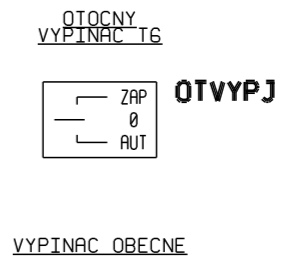 OTOCNY
VYPINAC T6
ZAP
OTVYPJ
0
AUT
VYPINAC OBECNE